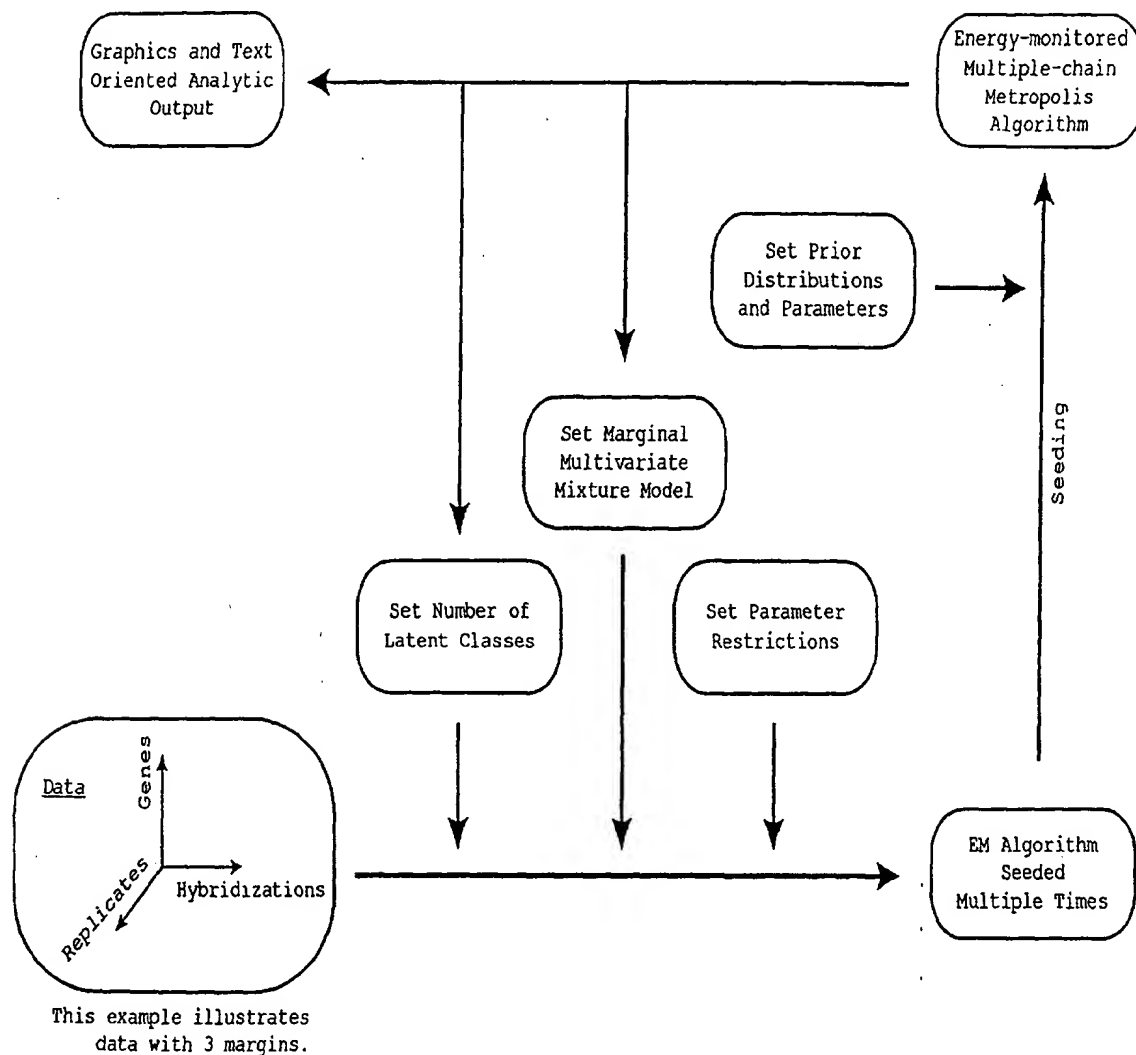 Graphics and Text
Oriented Analytic
Output
Energy-monitored
Multiple-chain
Metropolis
Algorithm
Set Prior
Distributions
and Parameters
Seeding
Set Marginal
Multivariate
Mixture Model
Set Number of
Latent Classes
Set Parameter
Restrictions
Data
Genes
Replicates
Hybridizations
EM Algorithm
Seeded
Multiple Times
This example illustrates
data with 3 margins.